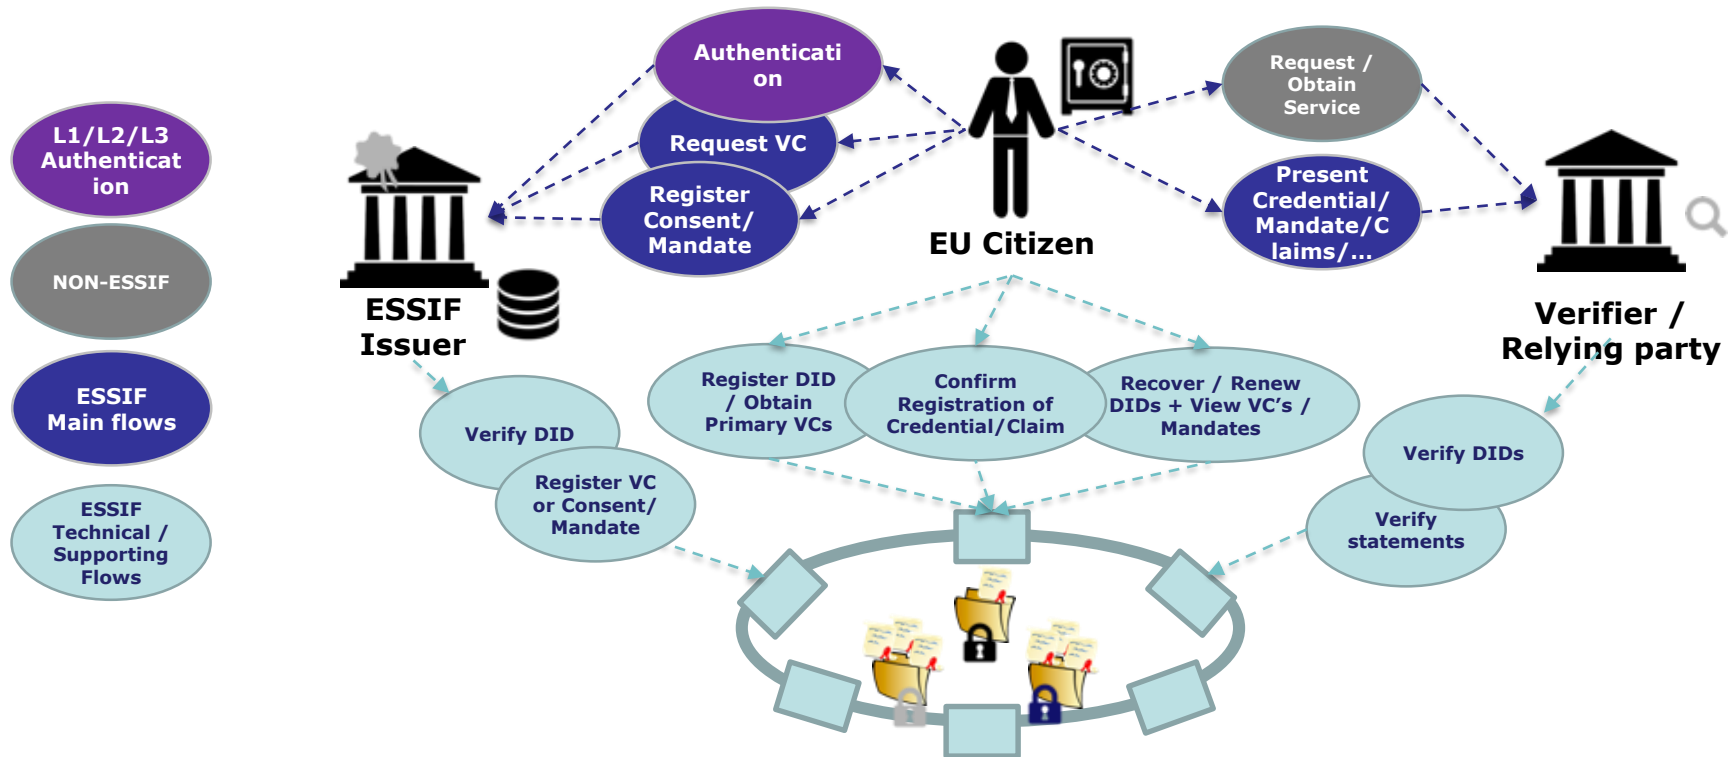 L1/L2/L3
Authenticat
ion
NON-ESSIF
ESSIF
Main flows
ESSIF
Technical /
Supporting
Flows
Authenticati
on
Request VC
Register
Consent/
Mandate
ESSIF
Issuer
EU Citizen
Request /
Obtain
Service
Present
Credential/
Mandate/C
laims/...
Verifier /
Relying party
Verify DID
Register VC
or Consent/
Mandate
Register DID
/ Obtain
Primary VCs
Confirm
Registration of
Credential/Claim
Recover / Renew
DIDs + View VC's /
Mandates
Verify DIDs
Verify
statements